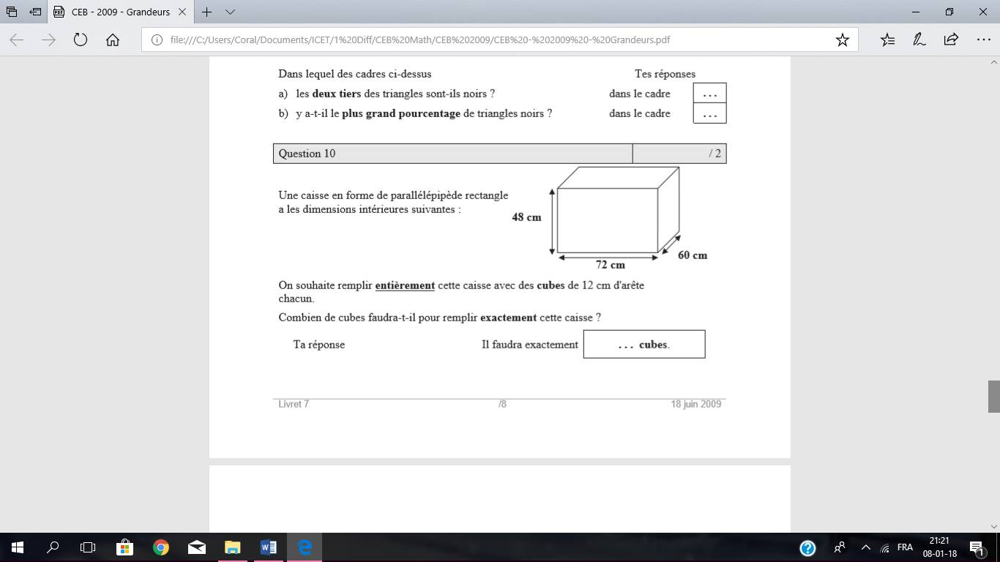 CEB - 2009 - Grandeurs
file:///C:/Users/Coral/Documents/ICET/1%20Diff/CEB%20Math/CEB%202009/CEB%20-%202009%20-%20Grandeurs.pdf
Dans lequel des cadres ci-dessus Tes réponses
a) les deux tiers des triangles sont-ils noirs ? dans le cadre ...
b) y a-t-il le plus grand pourcentage de triangles noirs ? dans le cadre ...
Question 10 / 2
Une caisse en forme de parallélépipède rectangle
a les dimensions intérieures suivantes :
48 cm
60 cm
72 cm
On souhaite remplir entièrement cette caisse avec des cubes de 12 cm d'arête
chacun.
Combien de cubes faudra-t-il pour remplir exactement cette caisse ?
Ta réponse Il faudra exactement ... cubes.
Livret 7 /8 18 juin 2009
FRA
21:21
08-01-18
1